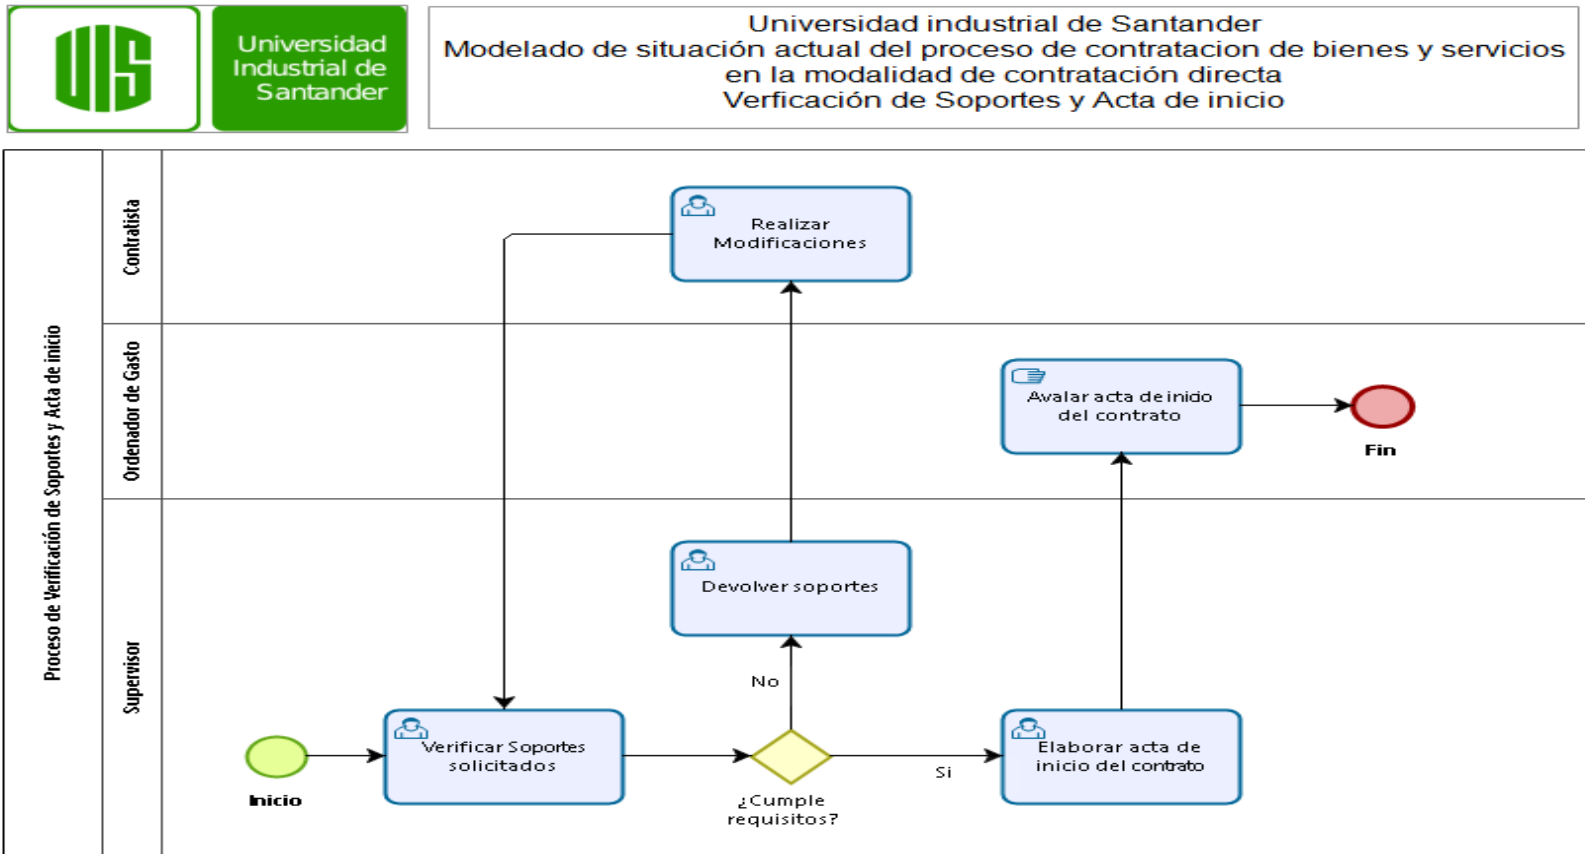 Universidad
Industrial de
Santander
Universidad industrial de Santander
Modelado de situación actual del proceso de contratacion de bienes y servicios
en la modalidad de contratación directa
Verficación de Soportes y Acta de inicio
Proceso de Verificación de Soportes y Acta de inicio
Contratista
Realizar
Modificaciones
Ordenador de Gasto
Avalar acta de inicio
del contrato
Fin
Supervisor
Devolver soportes
No
Inicio
Verificar Soportes
solicitados
¿Cumple
requisitos?
Si
Elaborar acta de
inicio del contrato